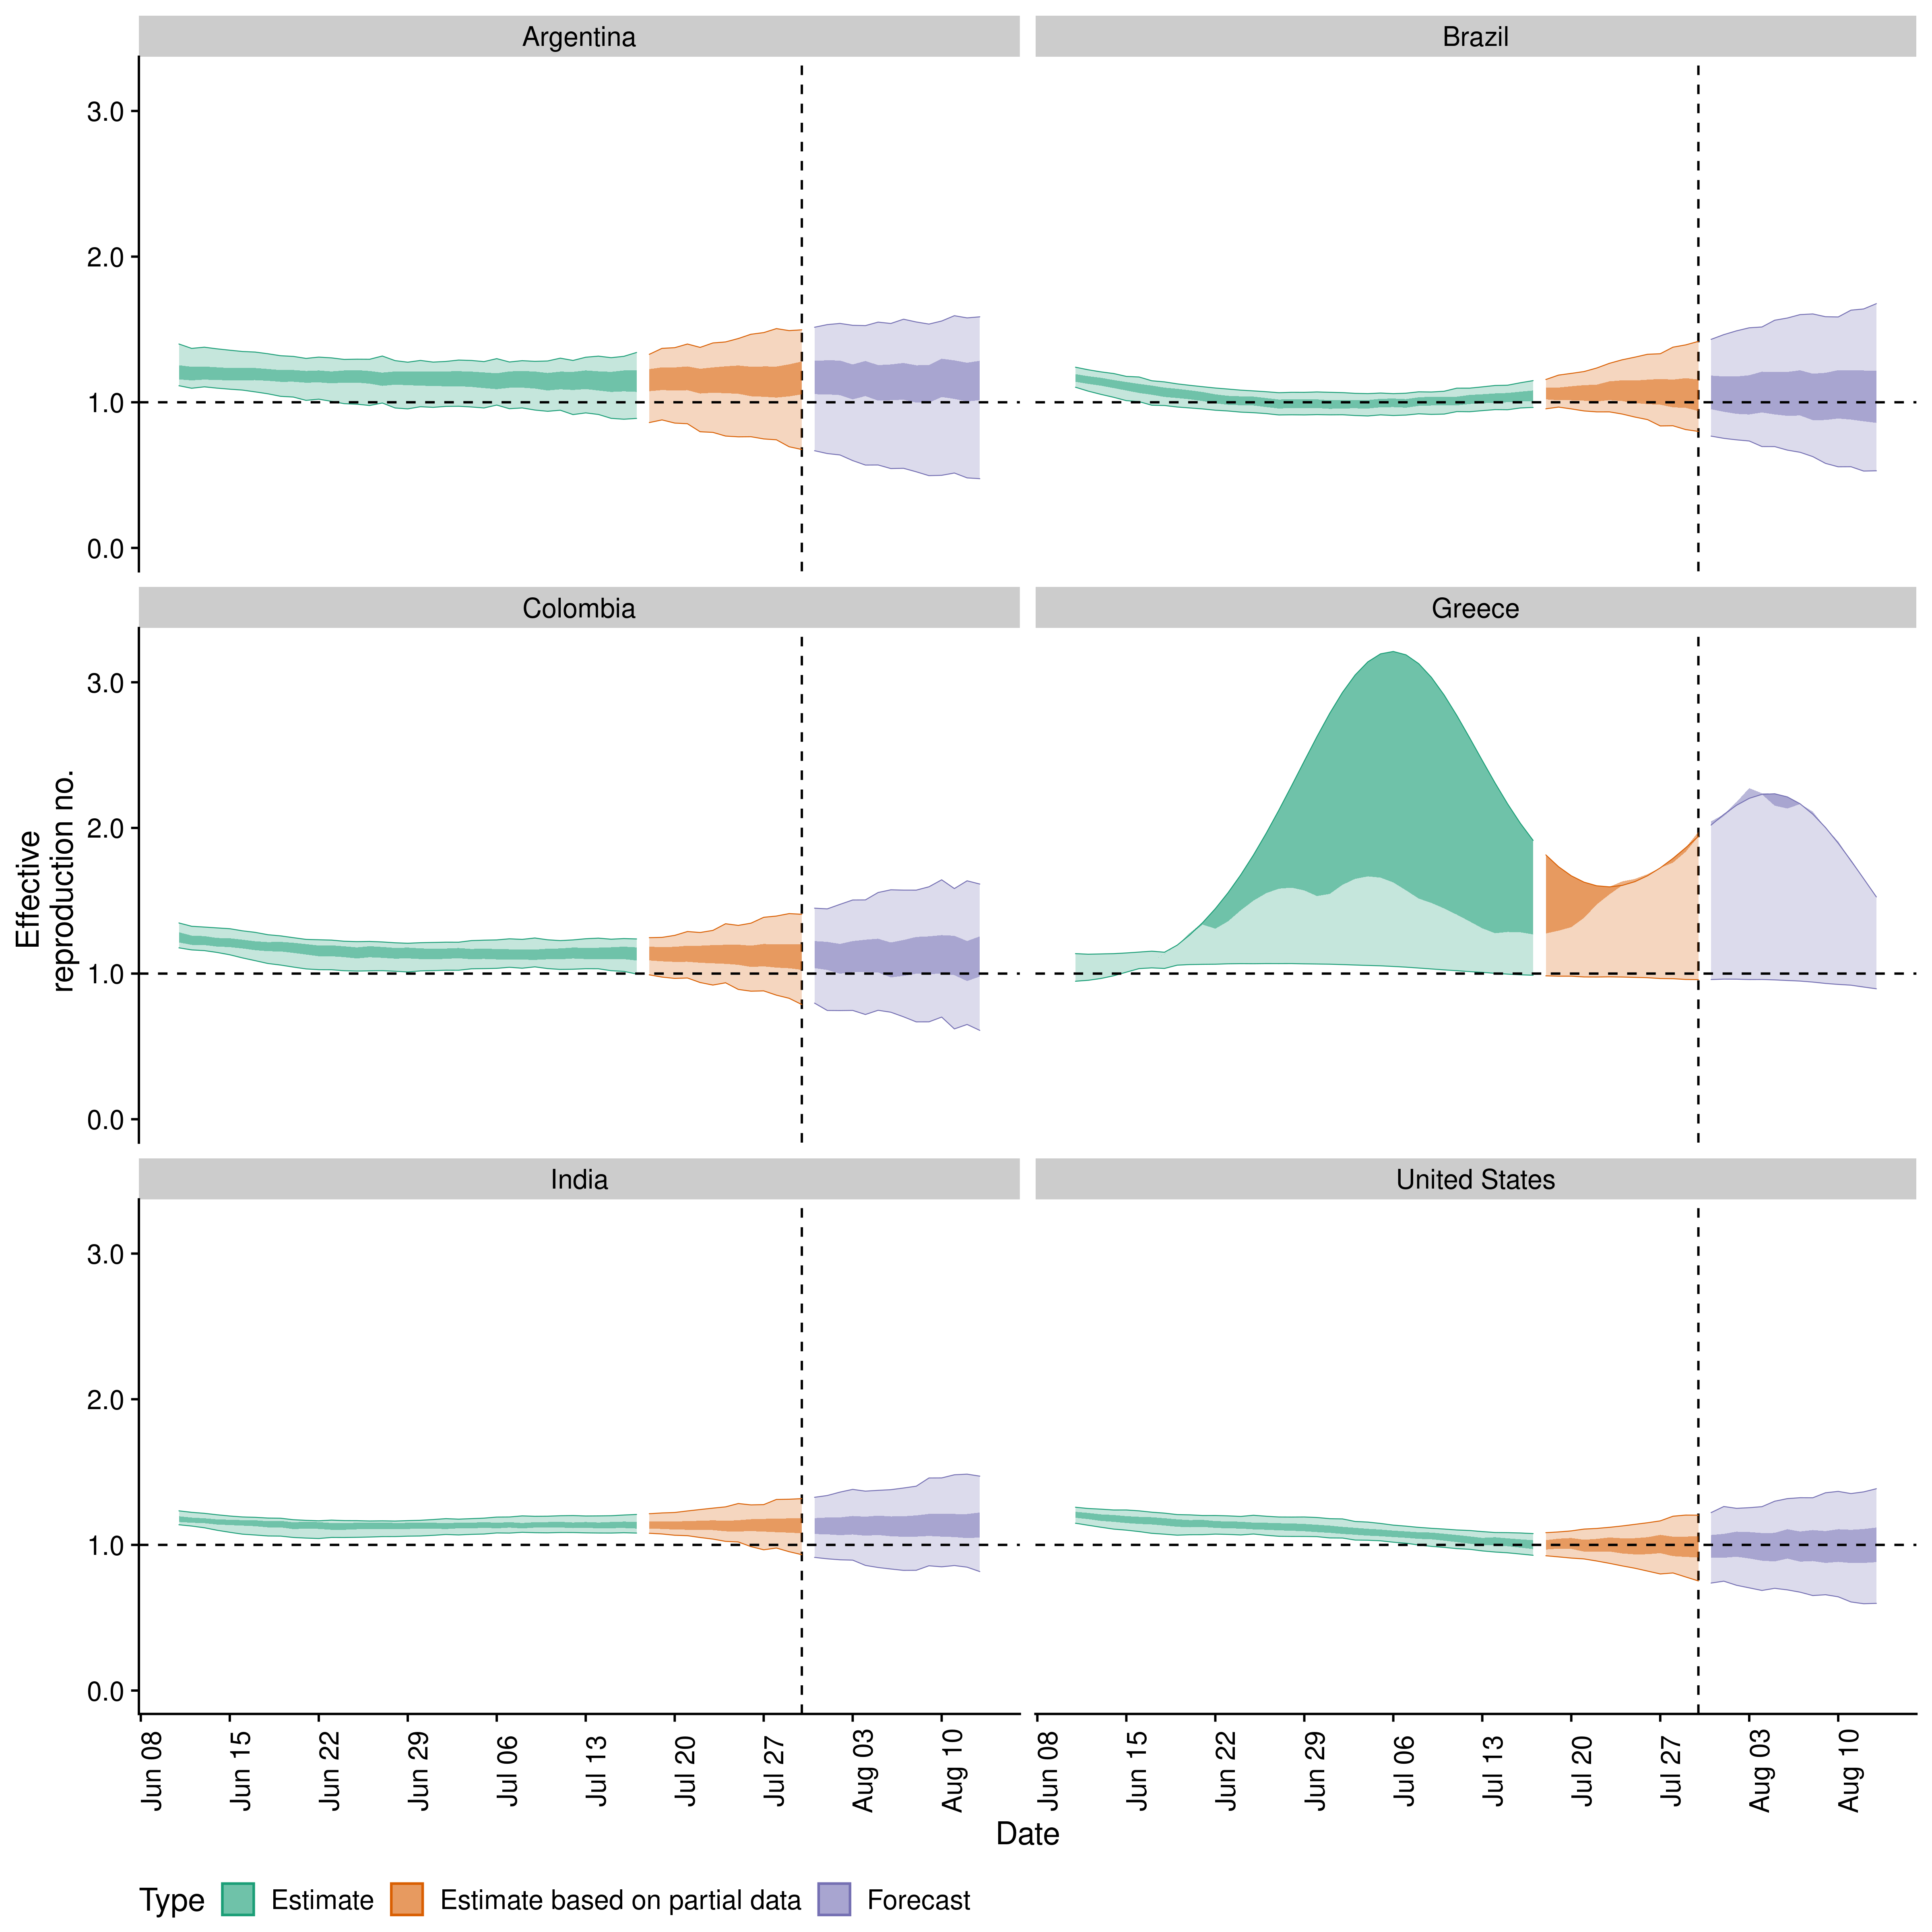 Argentina
Brazil
3.0
2.0
1.0
0.0
Colombia
Greece
3.0
2.0
1.0
0.0
Effective
reproduction no.
India
United States
3.0
2.0
1.0
0.0
Jun 08
Jun 15
Jun 22
Jun 29
Jul 06
Jul 13
Jul 20
Jul 27
Aug 03
Aug 10
Jun 08
Jun 15
Jun 22
Jun 29
Jul 06
Jul 13
Jul 20
Jul 27
Aug 03
Aug 10
Date
Type Estimate Estimate based on partial data Forecast